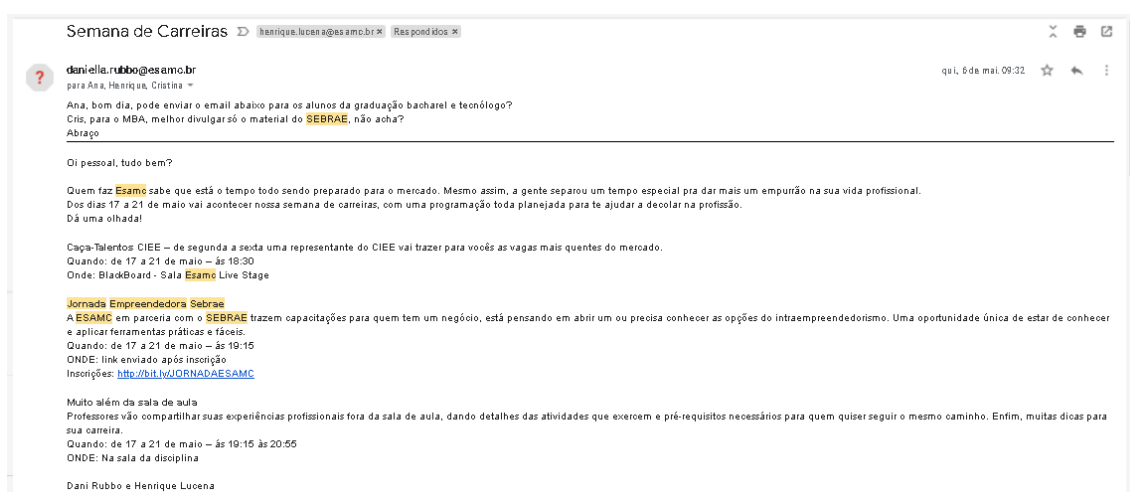 Semana de Carreiras henrique.lucena@esamc.br × Respondidos ×
daniella.rubbo@esamc.br qui., 6 de mai. 09:32
para Ana, Henrique, Cristina
?
Ana, bom dia, pode enviar o email abaixo para os alunos da graduação bacharel e tecnólogo?
Cris, para o MBA, melhor divulgar só o material do SEBRAE, não acha?
Abraço
Oi pessoal, tudo bem?
Quem faz Esamc sabe que está o tempo todo sendo preparado para o mercado. Mesmo assim, a gente separou um tempo especial pra dar mais um empurrão na sua vida profissional.
Dos dias 17 a 21 de maio vai acontecer nossa semana de carreiras, com uma programação toda planejada para te ajudar a decolar na profissão.
Dá uma olhada!
Caça-Talentos CIEE – de segunda a sexta uma representante do CIEE vai trazer para vocês as vagas mais quentes do mercado.
Quando: de 17 a 21 de maio – ás 18:30
Onde: BlackBoard - Sala Esamc Live Stage
Jornada Empreendedora Sebrae
A ESAMC em parceria com o SEBRAE trazem capacitações para quem tem um negócio, está pensando em abrir um ou precisa conhecer as opções do intraempreendedorismo. Uma oportunidade única de estar de conhecer
e aplicar ferramentas práticas e fáceis.
Quando: de 17 a 21 de maio – ás 19:15
ONDE: link enviado após inscrição
Inscrições: http://bit.ly/JORNADAESAMC
Muito além da sala de aula
Professores vão compartilhar suas experiências profissionais fora da sala de aula, dando detalhes das atividades que exercem e pré-requisitos necessários para quem quiser seguir o mesmo caminho. Enfim, muitas dicas para
sua carreira.
Quando: de 17 a 21 de maio – ás 19:15 às 20:55
ONDE: Na sala da disciplina
Dani Rubbo e Henrique Lucena